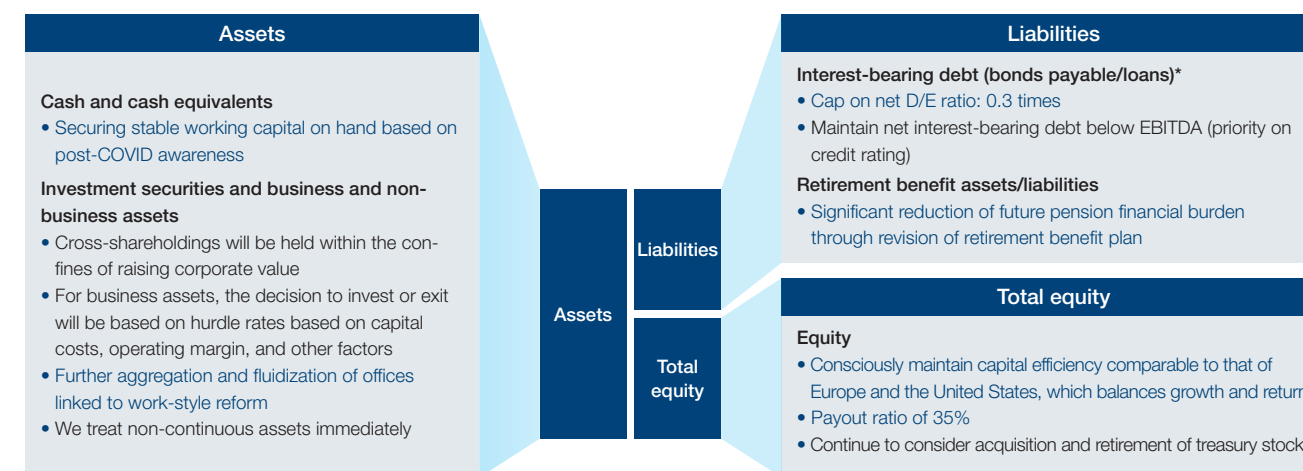 Assets
Cash and cash equivalents
• Securing stable working capital on hand based on
post-COVID awareness
Investment securities and business and non-
business assets
• Cross-shareholdings will be held within the con-
fines of raising corporate value
• For business assets, the decision to invest or exit
will be based on hurdle rates based on capital
costs, operating margin, and other factors
• Further aggregation and fluidization of offices
linked to work-style reform
• We treat non-continuous assets immediately
Assets
Liabilities
Total
equity
Liabilities
Interest-bearing debt (bonds payable/loans)*
• Cap on net D/E ratio: 0.3 times
• Maintain net interest-bearing debt below EBITDA (priority on
credit rating)
Retirement benefit assets/liabilities
• Significant reduction of future pension financial burden
through revision of retirement benefit plan
Total equity
Equity
• Consciously maintain capital efficiency comparable to that of
Europe and the United States, which balances growth and return
• Payout ratio of 35%
• Continue to consider acquisition and retirement of treasury stock